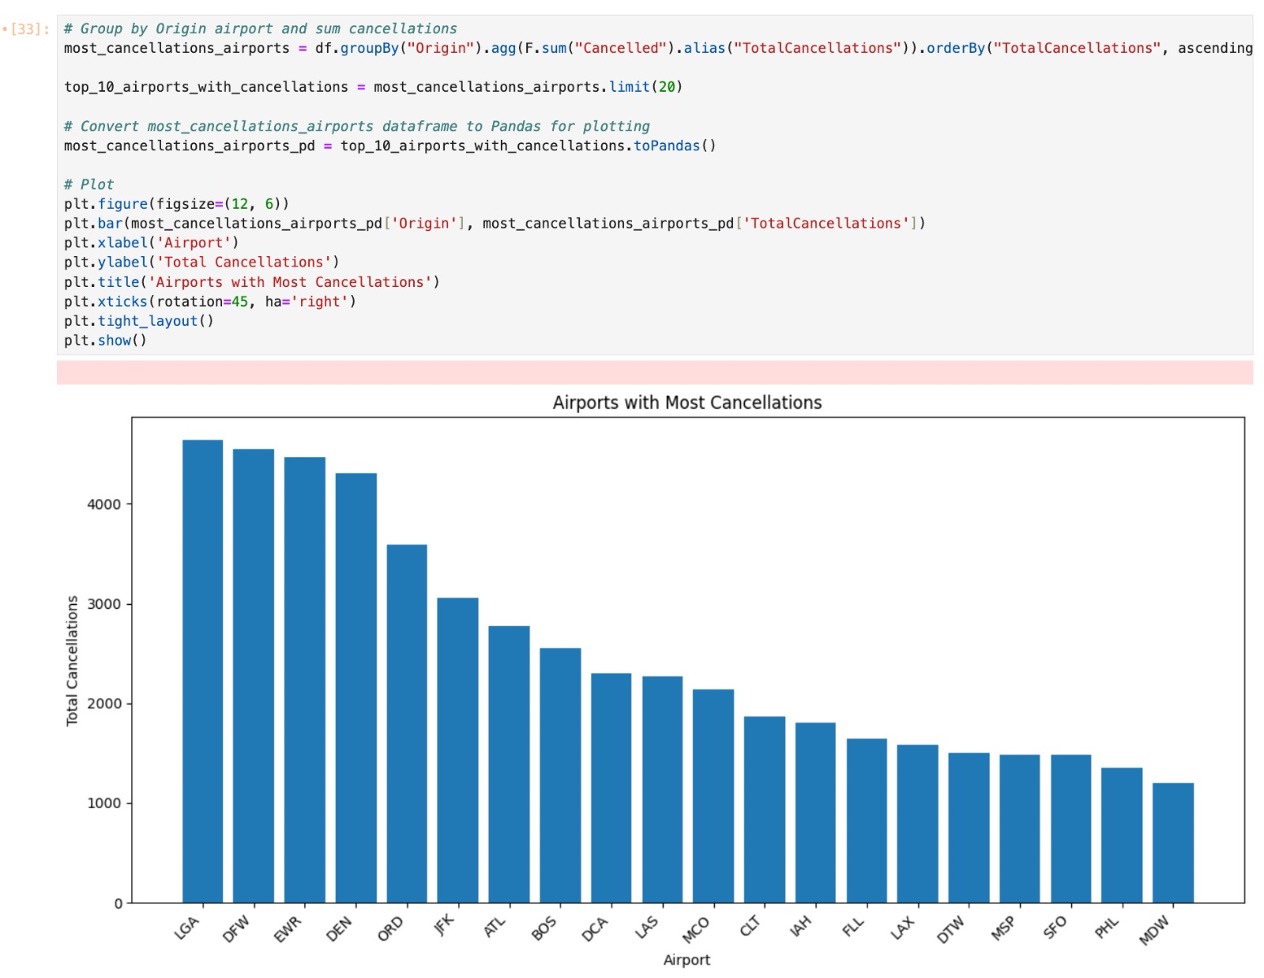 •[33]:
# Group by Origin airport and sum cancellations
most_cancellations_airports = df.groupBy("Origin").agg(F.sum("Cancelled").alias("TotalCancellations")).orderBy("TotalCancellations", ascending
top_10_airports_with_cancellations = most_cancellations_airports.limit(20)
# Convert most_cancellations_airports dataframe to Pandas for plotting
most_cancellations_airports_pd = top_10_airports_with_cancellations.toPandas()
# Plot
plt.figure(figsize=(12, 6))
plt.bar(most_cancellations_airports_pd['Origin'], most_cancellations_airports_pd['TotalCancellations'])
plt.xlabel('Airport')
plt.ylabel('Total Cancellations')
plt.title('Airports with Most Cancellations')
plt.xticks(rotation=45, ha='right')
plt.tight_layout()
plt.show()
Airports with Most Cancellations
Total Cancellations
4000
3000
2000
1000
0
LGA DFW EWR DEN ORD JFK ATL BOS DCA LAS MCO CLT IAH FLL LAX DTW MSP SFO PHL MDW
Airport